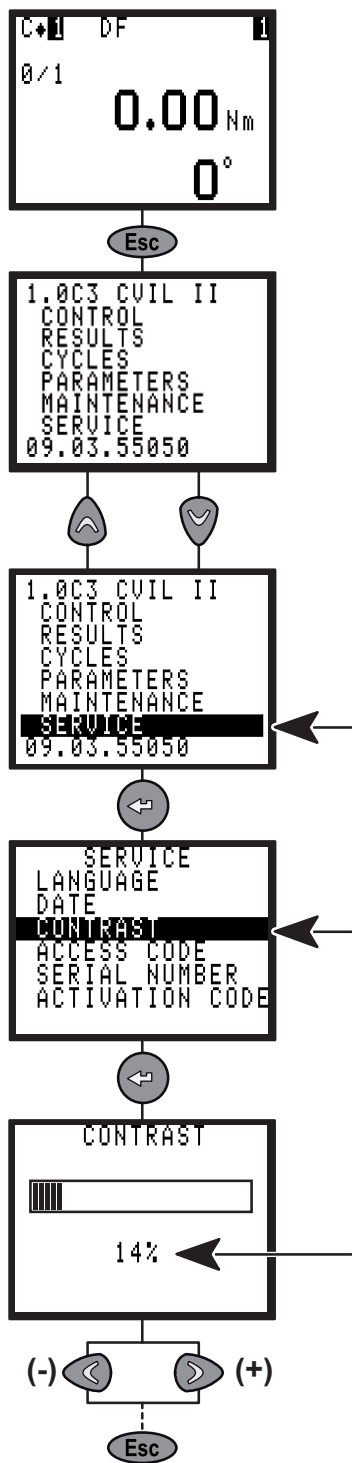 C♦1 DF 1
0/1
0.00 Nm
0°
Esc
1.0C3 CVIL II
CONTROL
RESULTS
CYCLES
PARAMETERS
MAINTENANCE
SERVICE
09.03.55050
1.0C3 CVIL II
CONTROL
RESULTS
CYCLES
PARAMETERS
MAINTENANCE
SERVICE
09.03.55050
SERVICE
LANGUAGE
DATE
CONTRAST
ACCESS CODE
SERIAL NUMBER
ACTIVATION CODE
CONTRAST
14%
(-) (+)
Esc